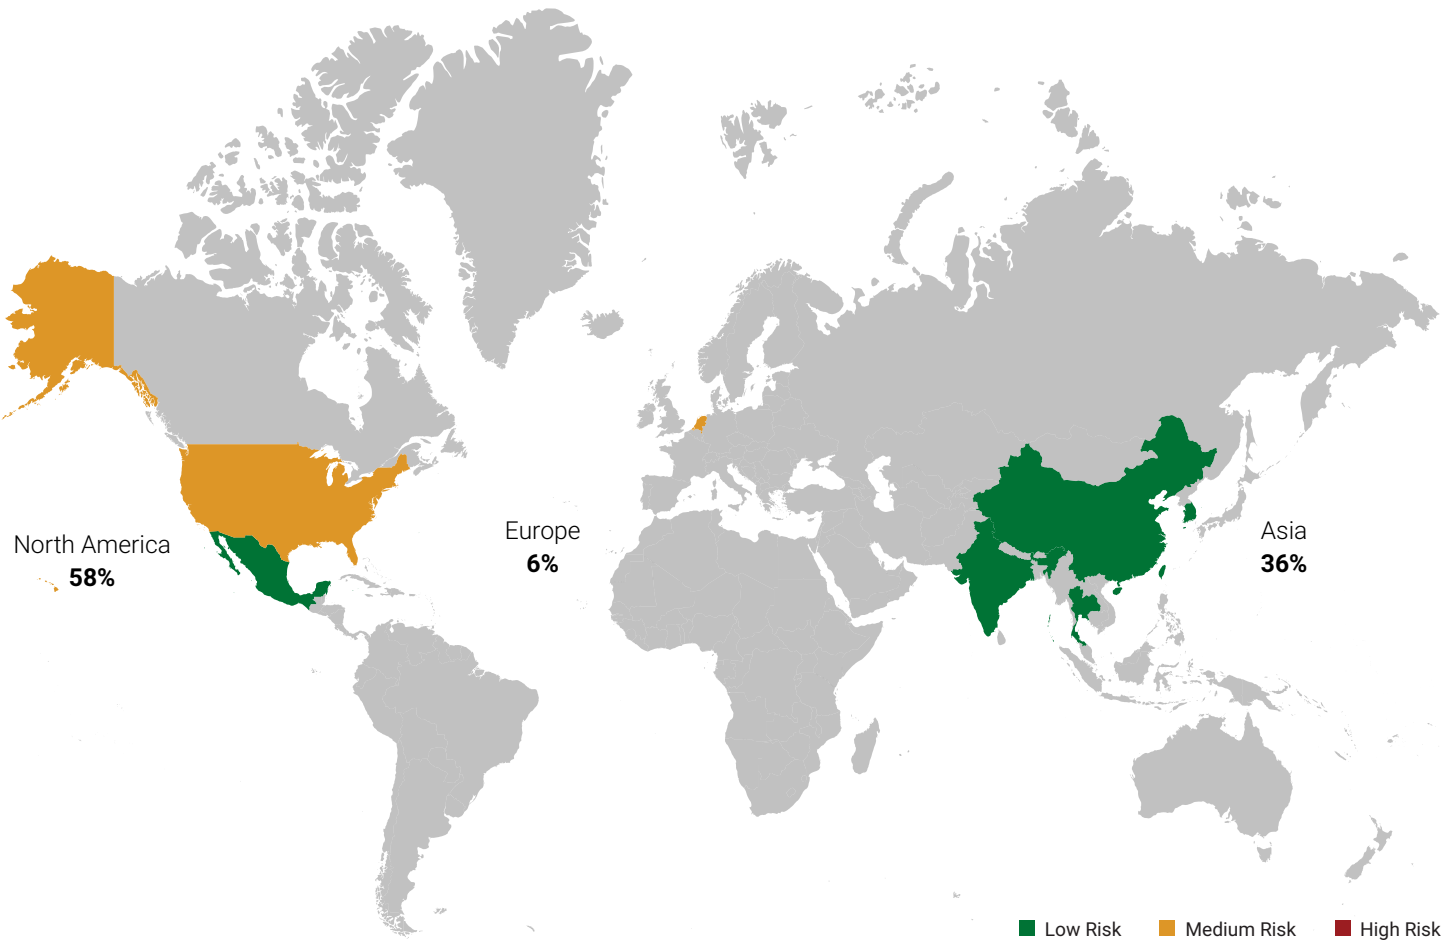 North America
58%
Europe
6%
Asia
36%
Low Risk
Medium Risk
High Risk